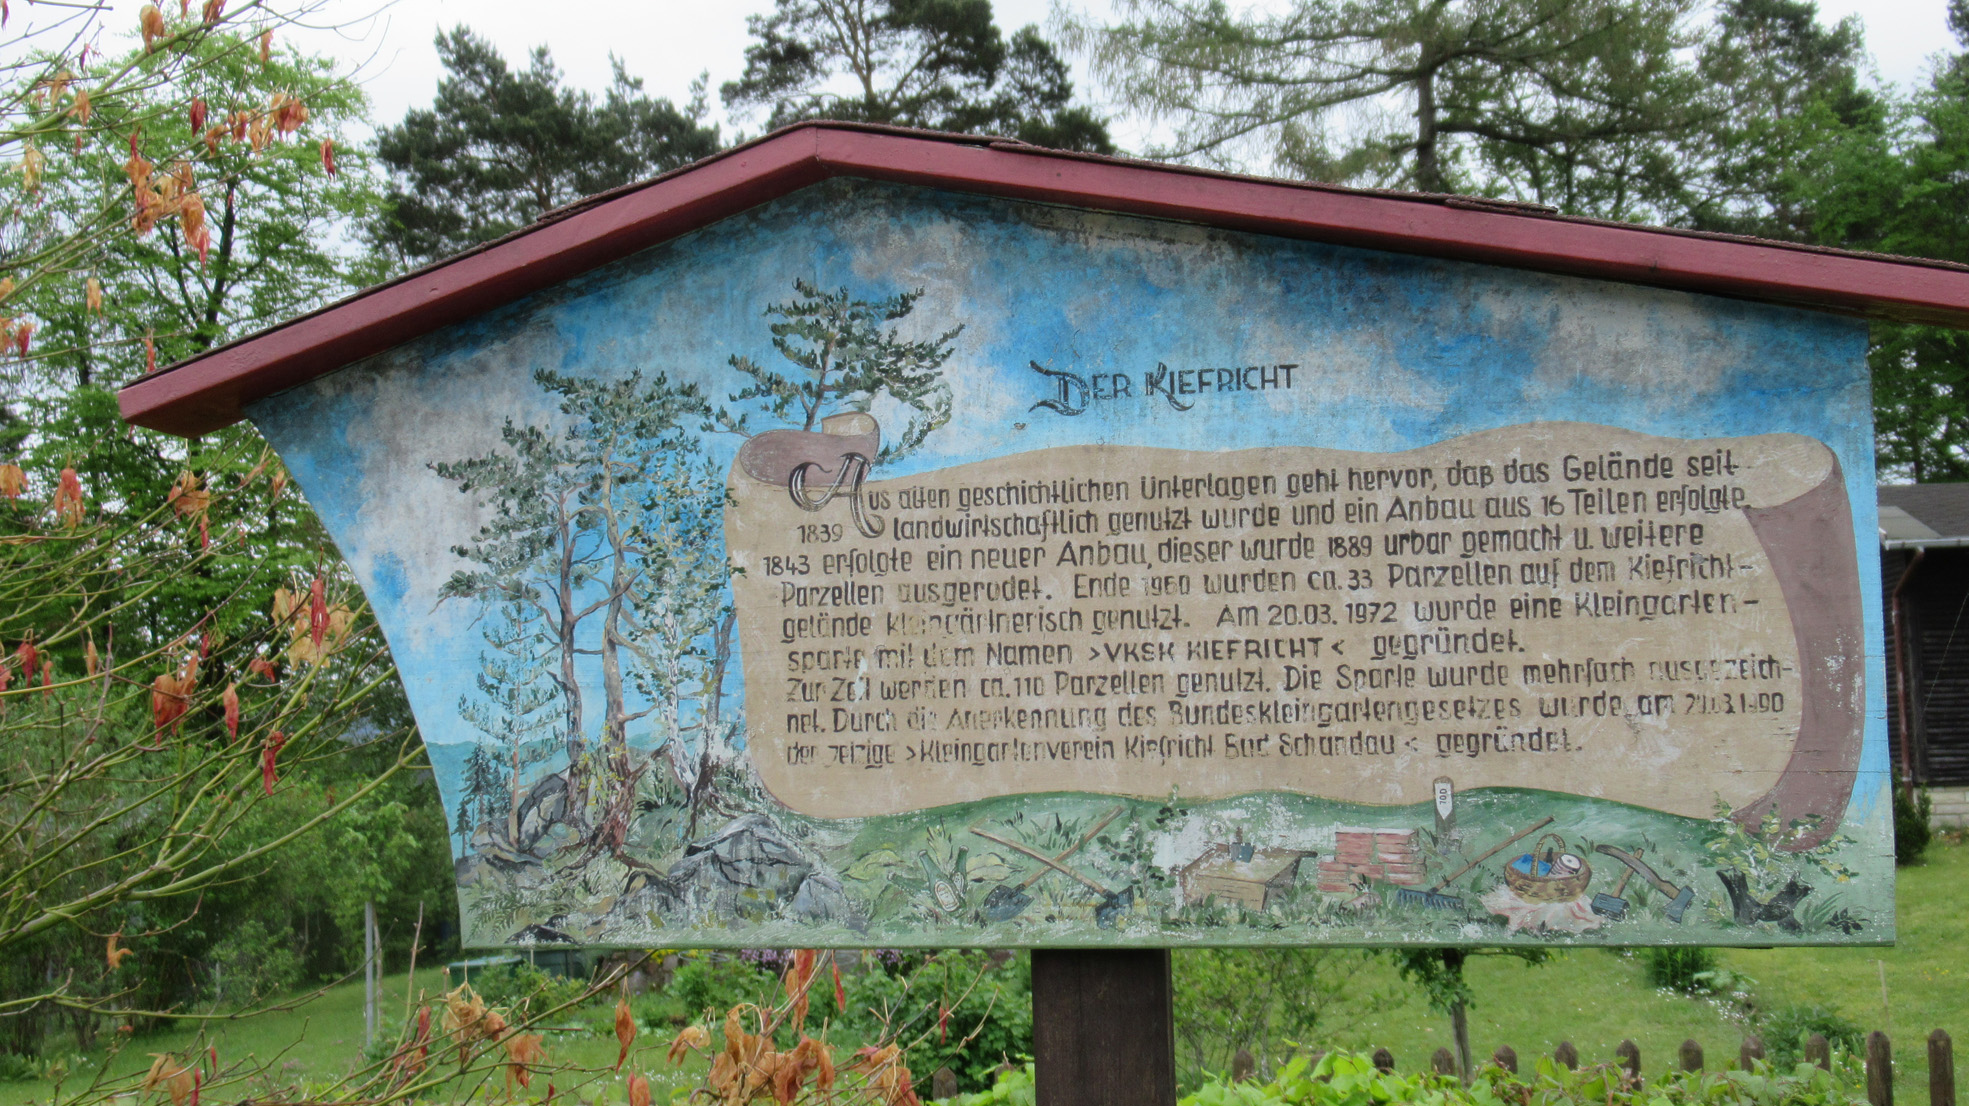 DER KIEFRICHT
Aus alten geschichtlichen Unterlagen geht hervor, daß das Gelände seit
1839 landwirtschaftlich genutzt wurde und ein Anbau aus 16 Teilen erfolgte.
1843 erfolgte ein neuer Anbau, dieser wurde 1889 urbar gemacht u. weitere
Parzellen ausgerodet. Ende 1960 wurden ca. 33 Parzellen auf dem Kiefricht-
gelände kleingärtnerisch genutzt. Am 20.03.1972 wurde eine Kleingarten-
sparte mit dem Namen >VKSK KIEFRICHT< gegründet.
Zur Zeit werden ca. 110 Parzellen genutzt. Die Sparte wurde mehrfach ausgezeich-
net. Durch die Anerkennung des Bundeskleingartengesetzes wurde am
der >Kleingartenverein Kiefricht Bad Schandau< gegründet.